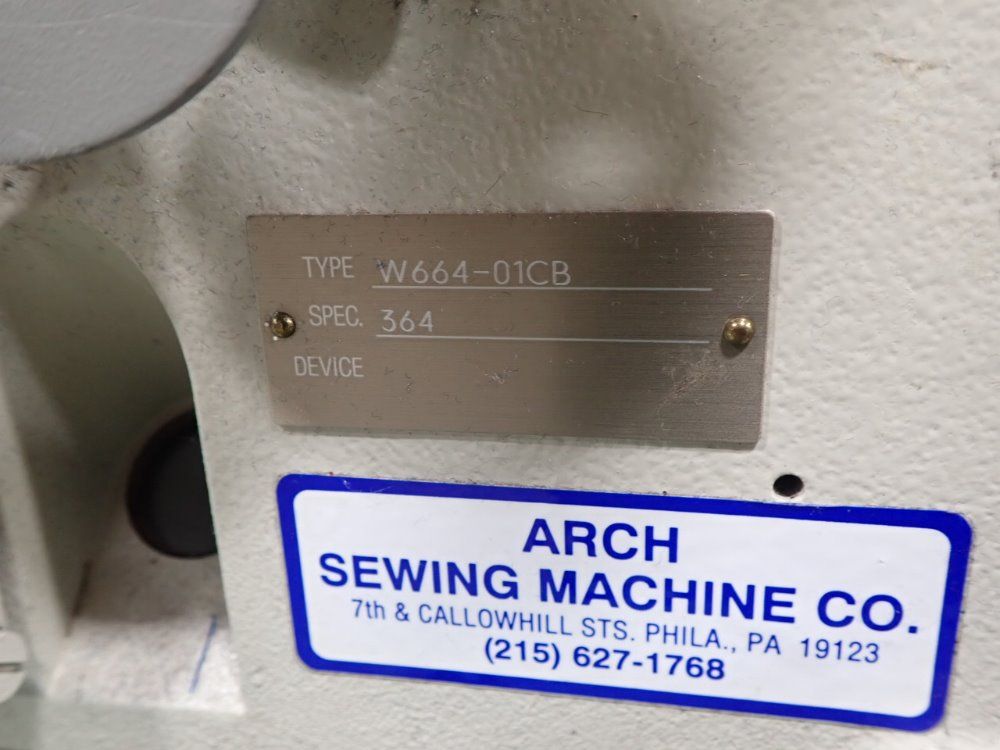 TYPE W664-01CB
SPEC. 364
DEVICE
ARCH
SEWING MACHINE CO.
7th & CALLOWHILL STS. PHILA., PA 19123
(215) 627-1768